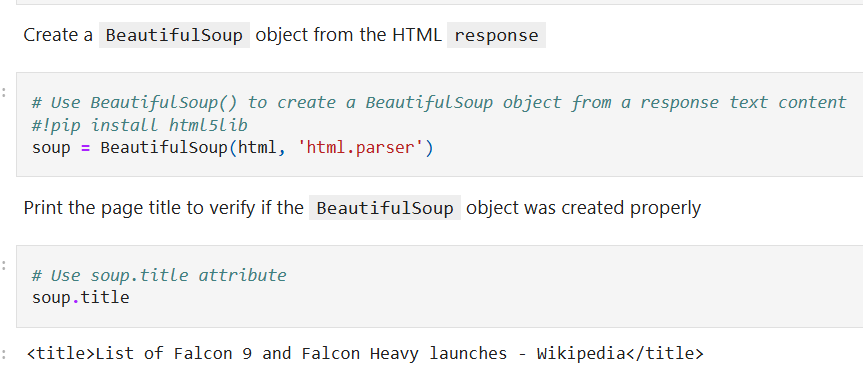 Create a BeautifulSoup object from the HTML response
:
# Use BeautifulSoup() to create a BeautifulSoup object from a response text content
#!pip install html5lib
soup = BeautifulSoup(html, 'html.parser')
Print the page title to verify if the BeautifulSoup object was created properly
:
# Use soup.title attribute
soup.title
: <title>List of Falcon 9 and Falcon Heavy launches - Wikipedia</title>